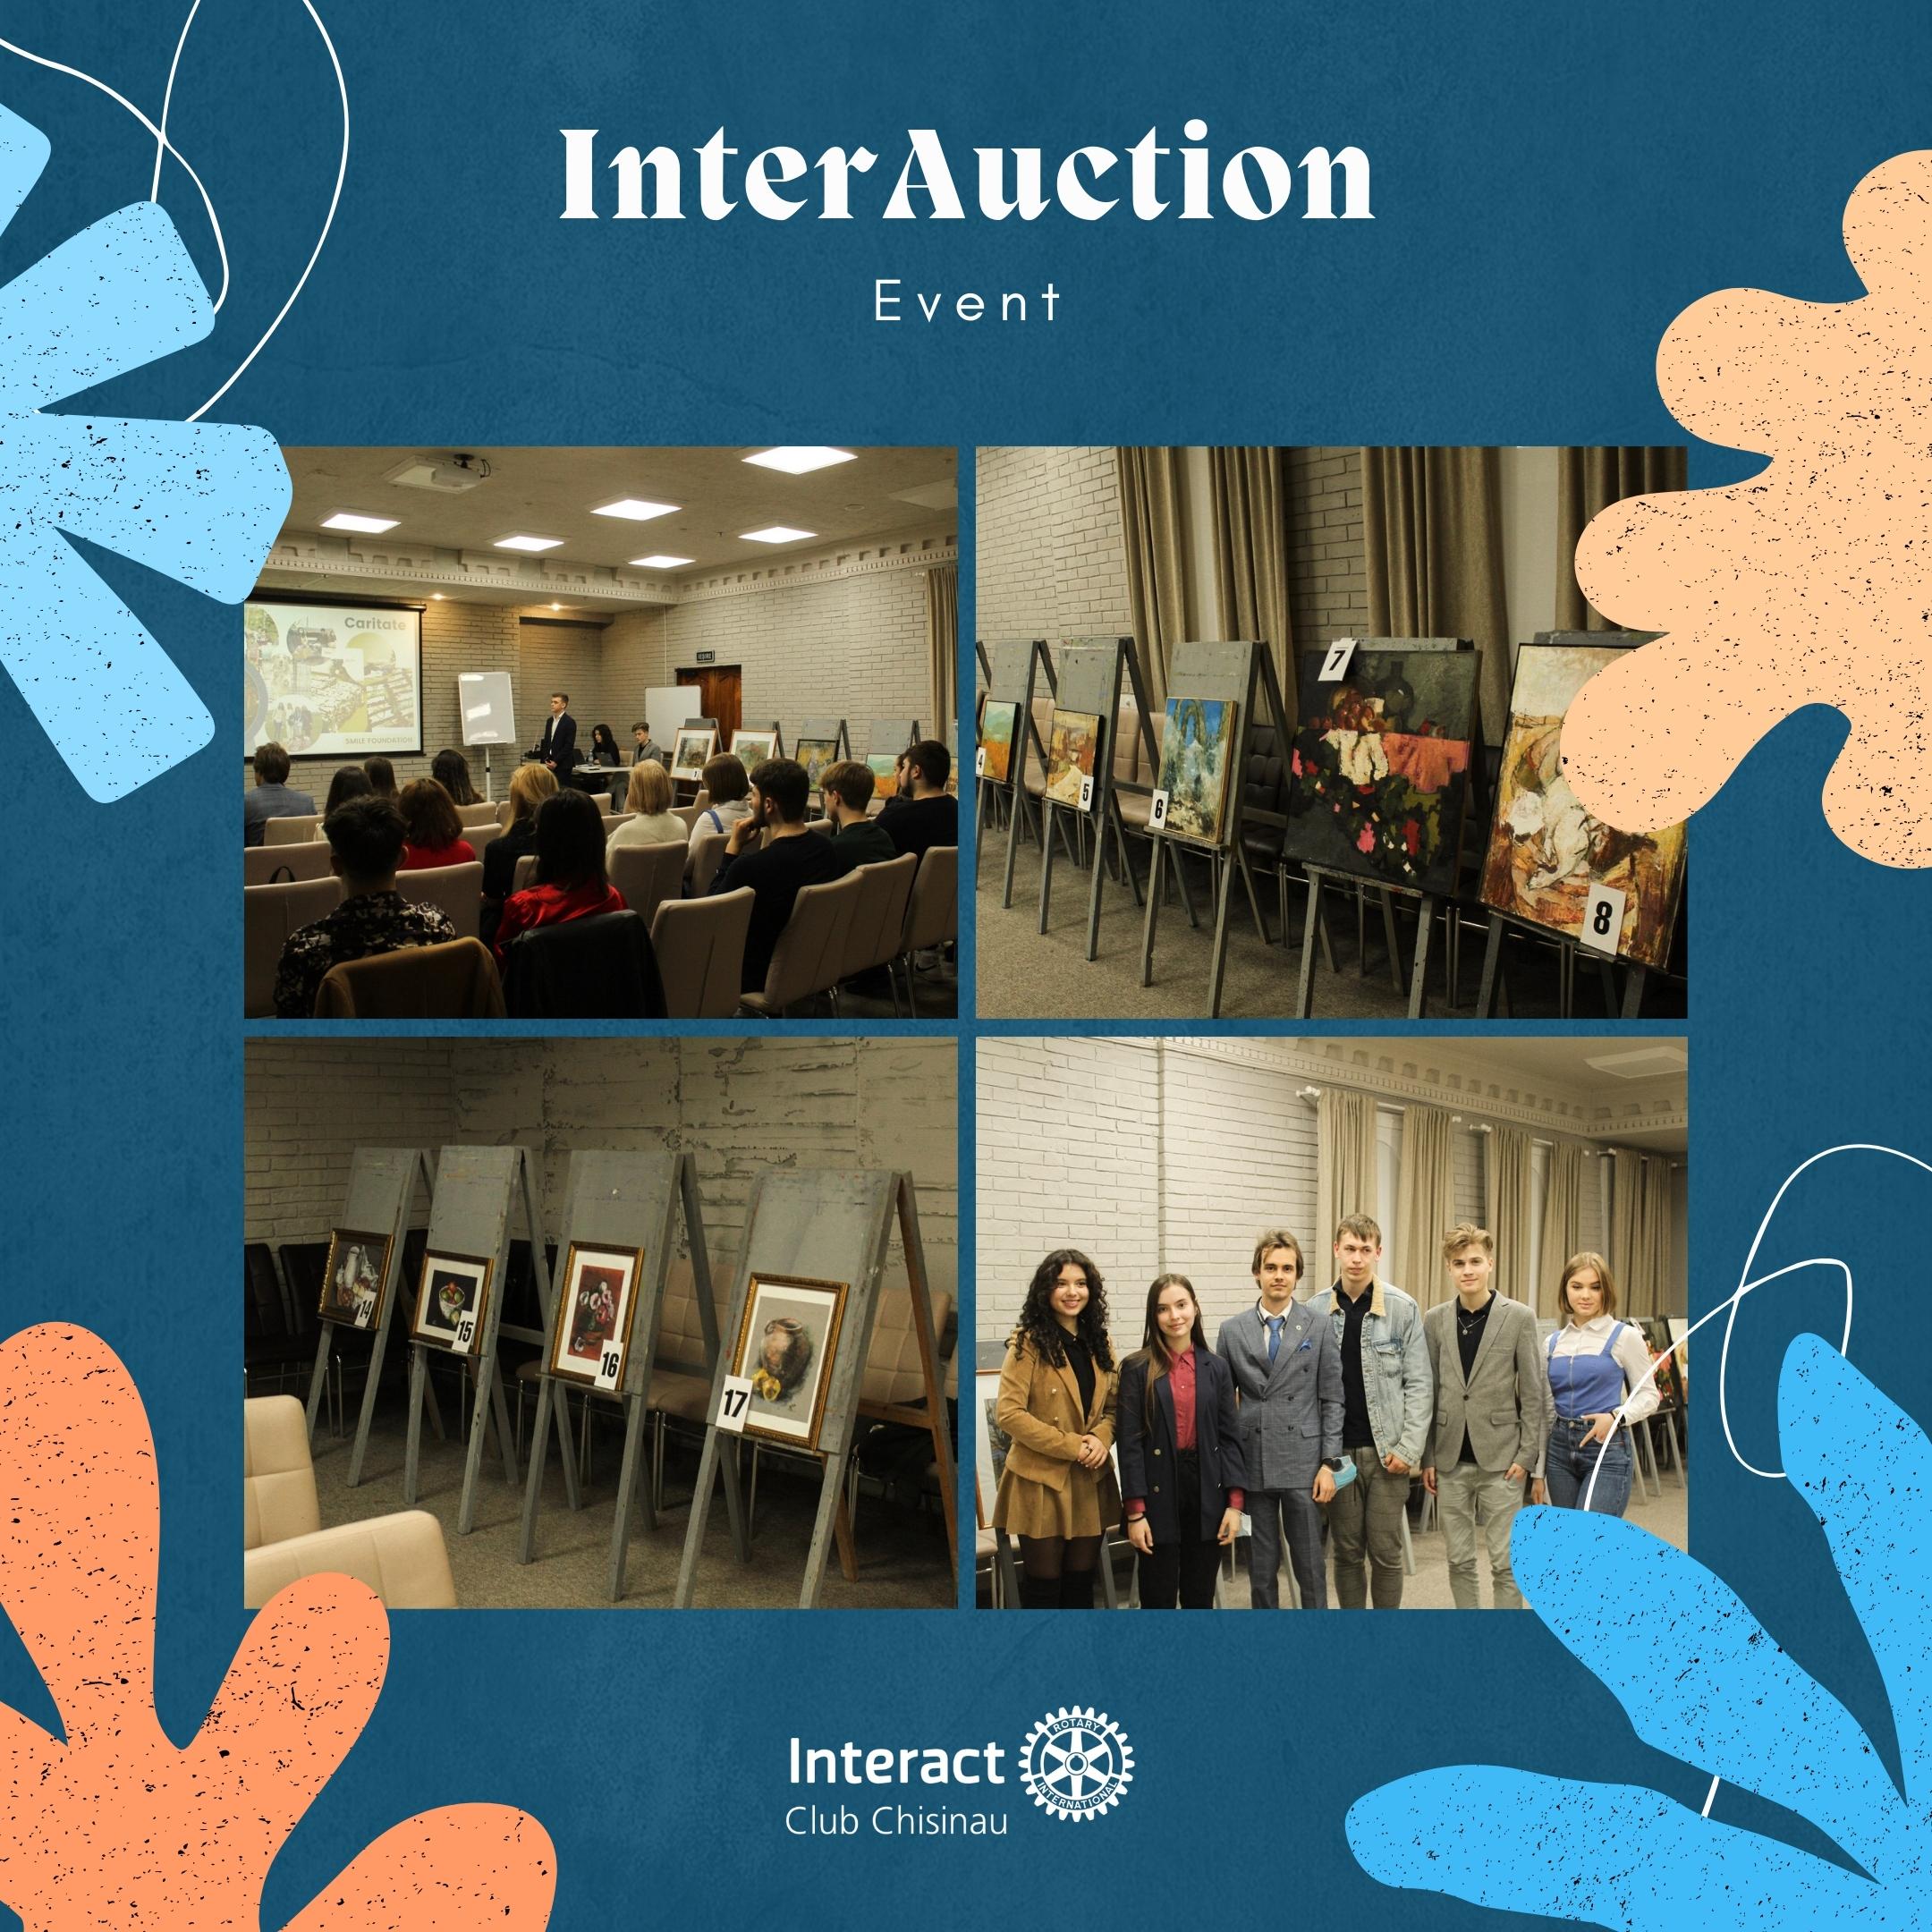 InterAuction
Event
Caritate
SMILE FOUNDATION
4
5
6
7
8
14
15
16
17
Interact
Club Chisinau
ROTARY
INTERNATIONAL